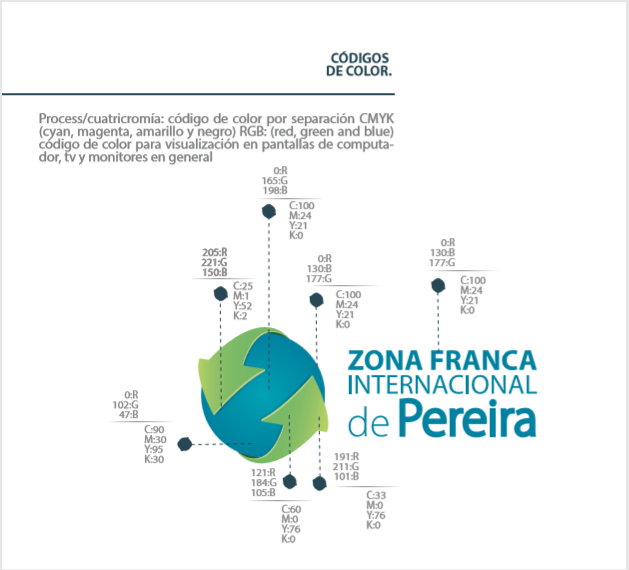 CÓDIGOS
DE COLOR.
Process/cuatricromía: código de color por separación CMYK
(cyan, magenta, amarillo y negro) RGB: (red, green and blue)
código de color para visualización en pantallas de computa-
dor, tv y monitores en general
0:R
165:G
198:B
C:100
M:24
Y:21
K:0
205:R
221:G
150:B
C:25
M:1
Y:52
K:2
0:R
130:B
177:G
C:100
M:24
Y:21
K:0
0:R
130:B
177:G
C:100
M:24
Y:21
K:0
ZONA FRANCA
INTERNACIONAL
de Pereira
0:R
102:G
47:B
C:90
M:30
Y:95
K:30
121:R
184:G
105:B
C:60
M:0
Y:76
K:0
191:R
211:G
101:B
C:33
M:0
Y:76
K:0